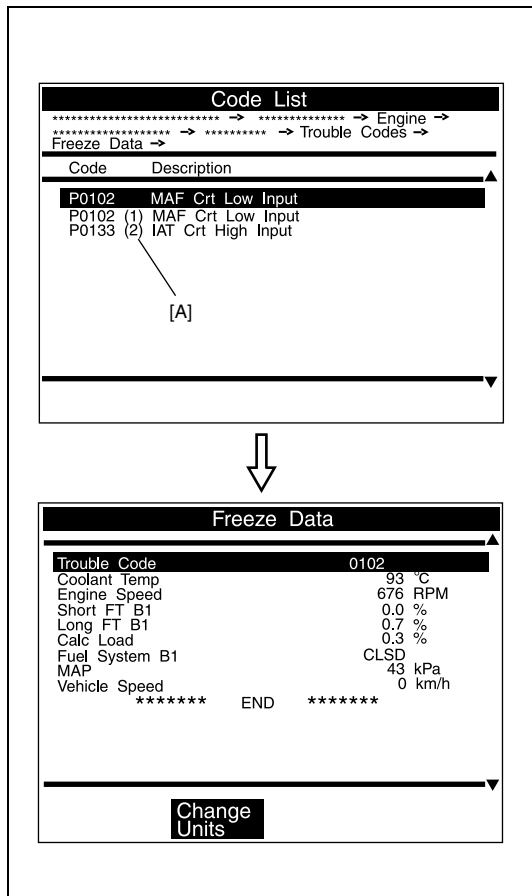 Code List
*************************** → ************** → Engine →
******************* → ********** → Trouble Codes →
Freeze Data →
Code Description
P0102 MAF Crt Low Input
P0102 (1) MAF Crt Low Input
P0133 (2) IAT Crt High Input
[A]
Freeze Data
Trouble Code 0102
Coolant Temp 93 °C
Engine Speed 676 RPM
Short FT B1 0.0 %
Long FT B1 0.7 %
Calc Load 0.3 %
Fuel System B1 CLSD
MAP 43 kPa
Vehicle Speed 0 km/h
******* END *******
Change
Units